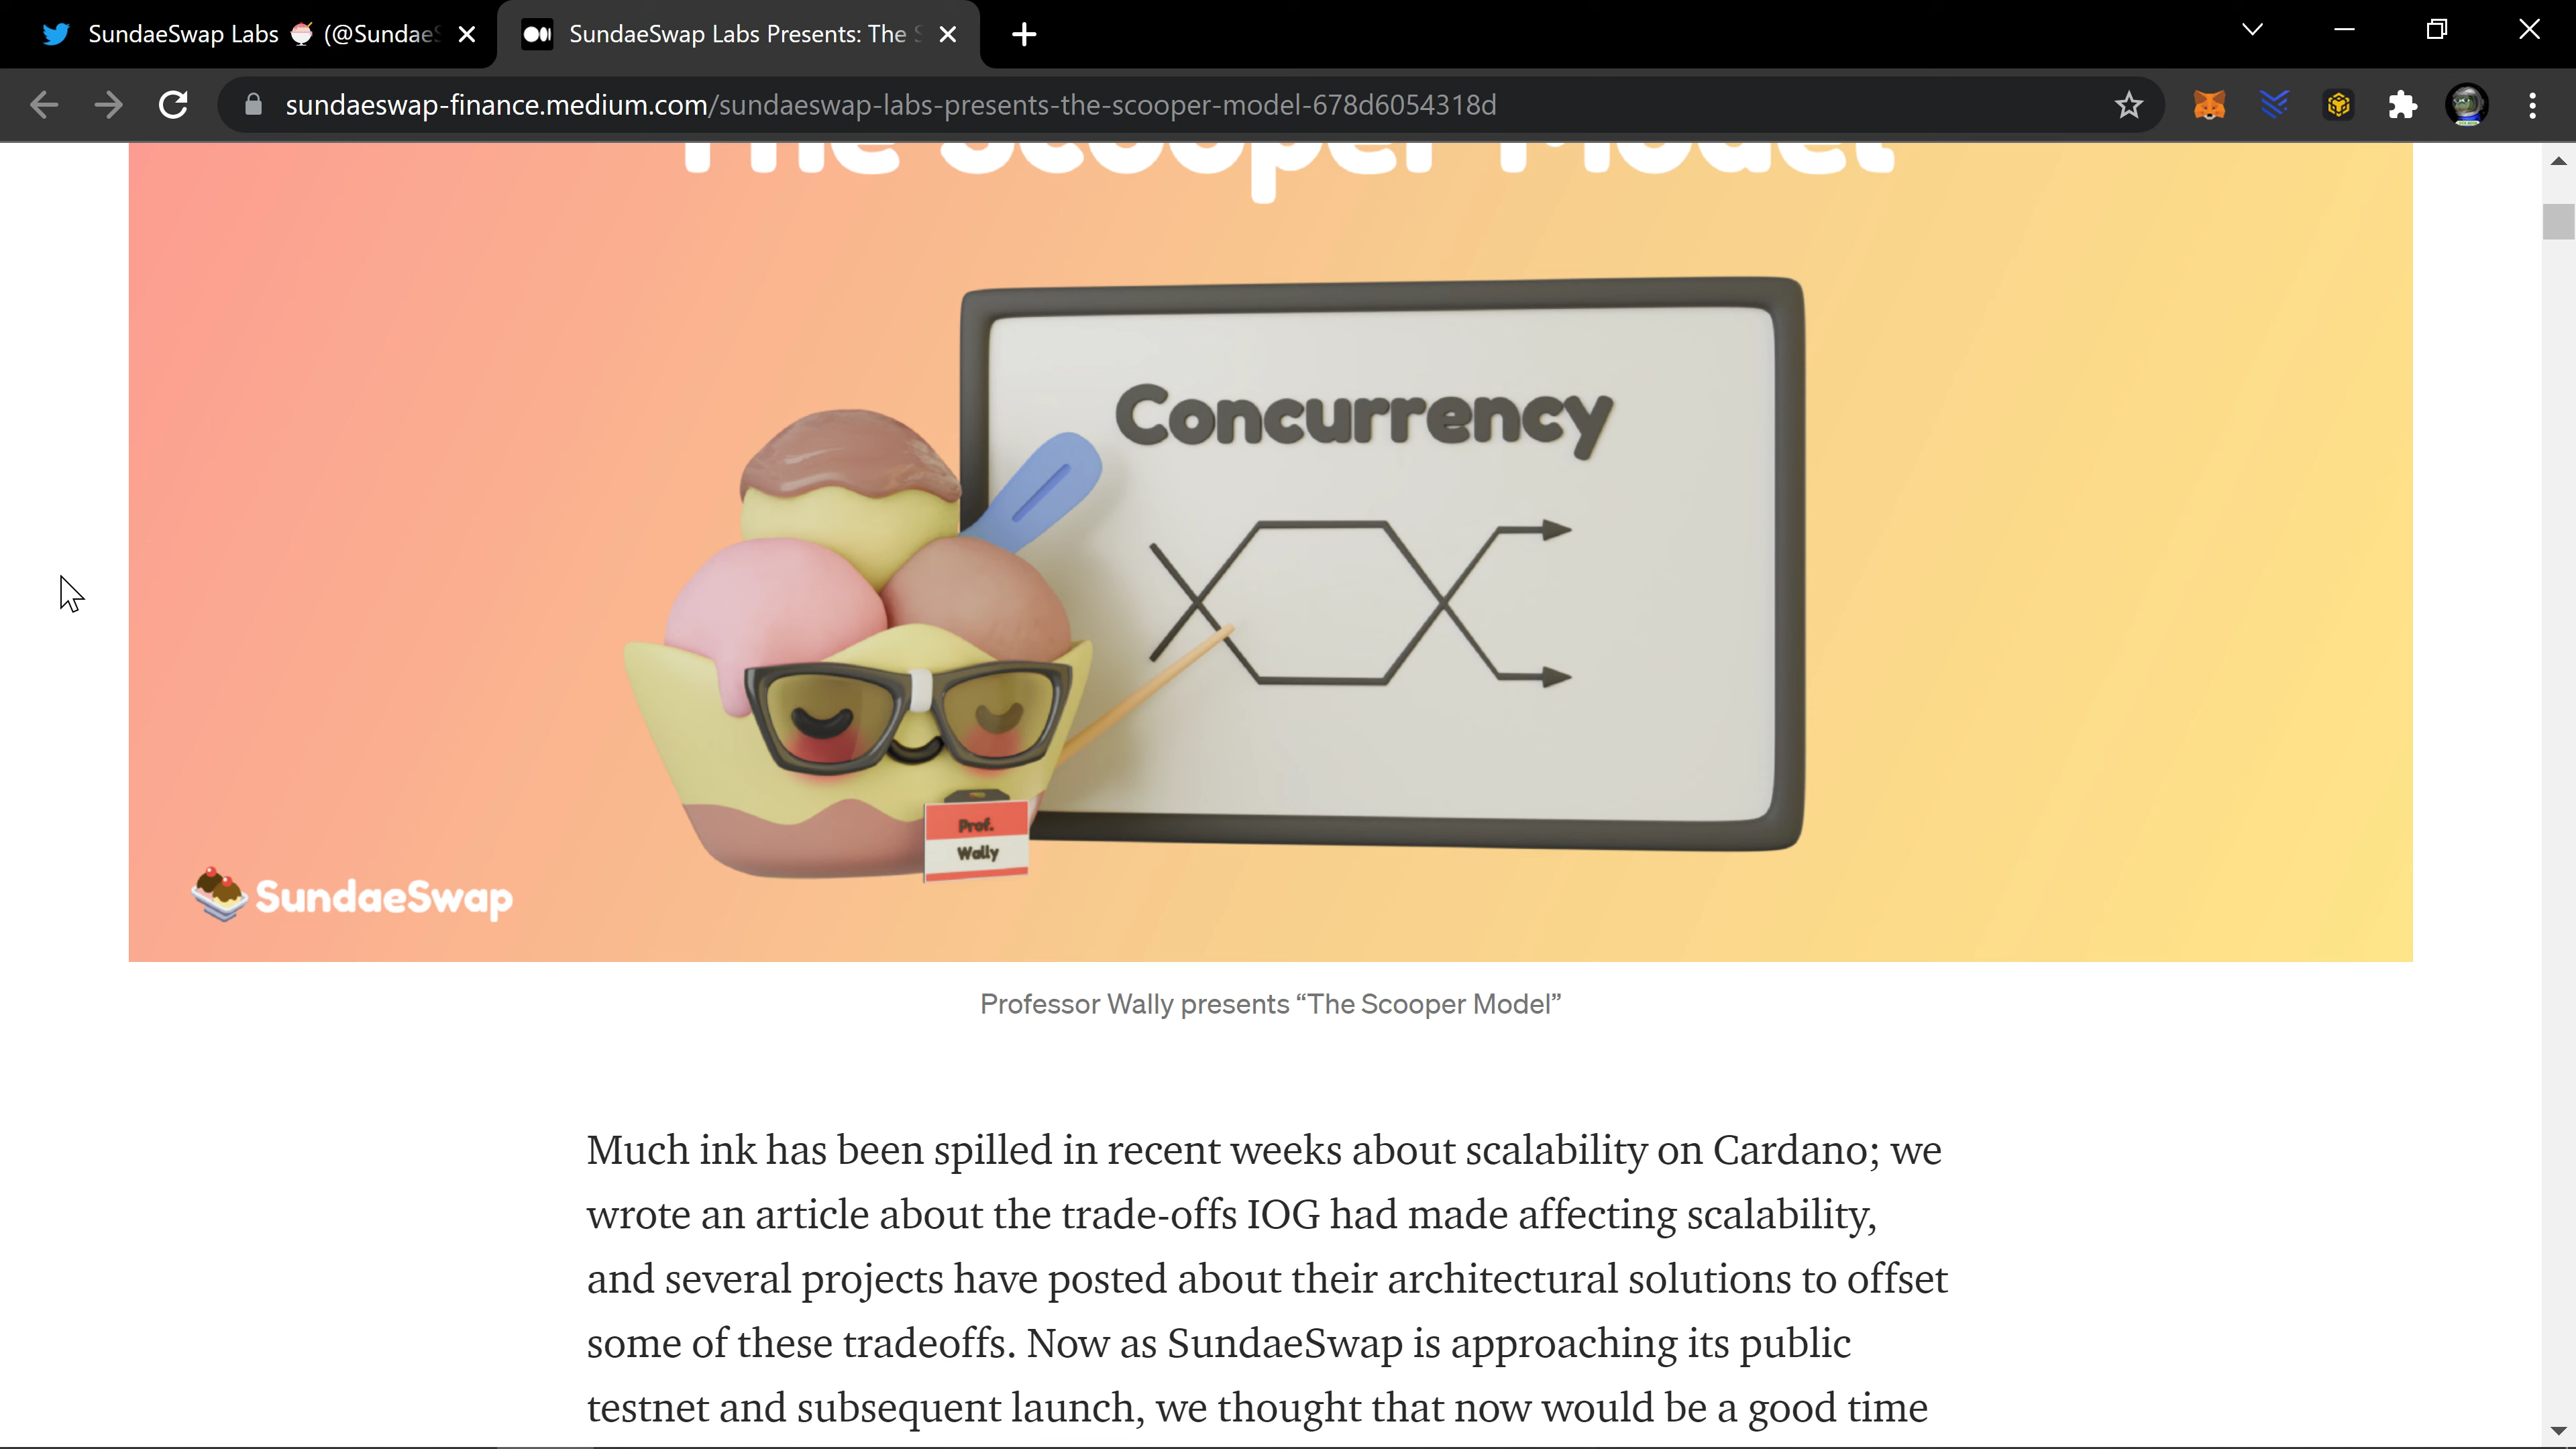 SundaeSwap Labs 🍧 (@Sundae
SundaeSwap Labs Presents: The
sundaeswap-finance.medium.com/sundaeswap-labs-presents-the-scooper-model-678d6054318d
The Scooper Model
Concurrency
Prof.
Wally
SundaeSwap
Professor Wally presents “The Scooper Model”
Much ink has been spilled in recent weeks about scalability on Cardano; we
wrote an article about the trade-offs IOG had made affecting scalability,
and several projects have posted about their architectural solutions to offset
some of these tradeoffs. Now as SundaeSwap is approaching its public
testnet and subsequent launch, we thought that now would be a good time